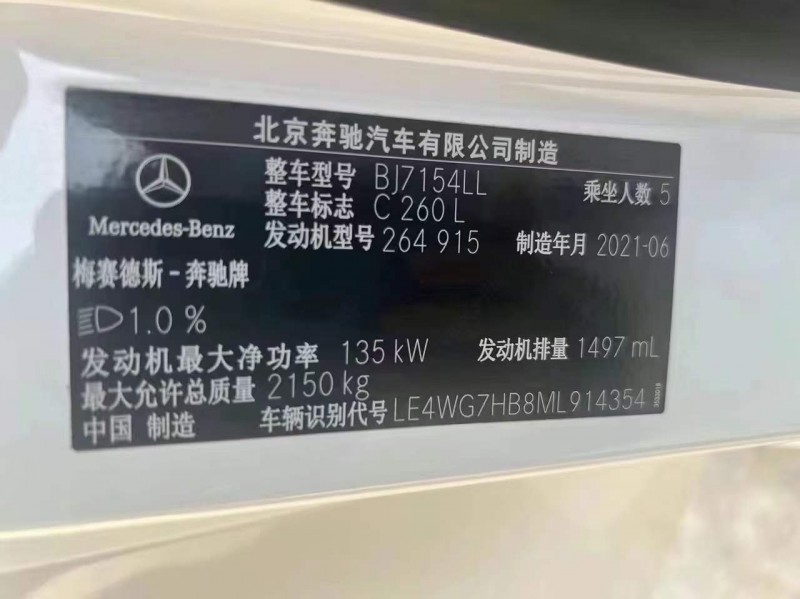 北京奔驰汽车有限公司制造
整车型号 BJ7154LL 乘坐人数 5
整车标志 C 260 L
Mercedes-Benz
发动机型号 264 915 制造年月 2021-06
梅赛德斯-奔驰牌
1.0 %
发动机最大净功率 135 kW 发动机排量 1497 mL
最大允许总质量 2150 kg
中国 制造 车辆识别代号 LE4WG7HB8ML914354